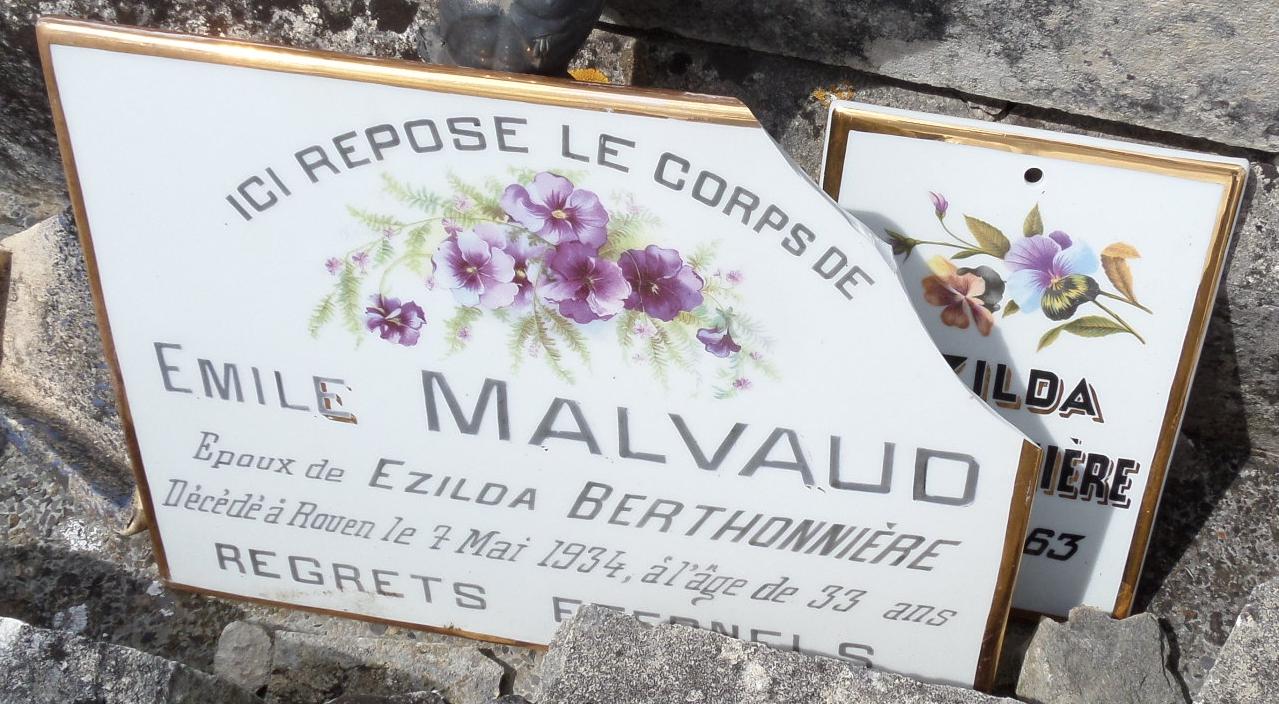 ICI REPOSE LE CORPS DE
EMILE MALVAUD
Epoux de EZILDA BERTHONNIÈRE
Décédé à Rouen le 7 Mai 1934, à l'âge de 33 ans
REGRETS ETERNELS
ZILDA
IÈRE
63